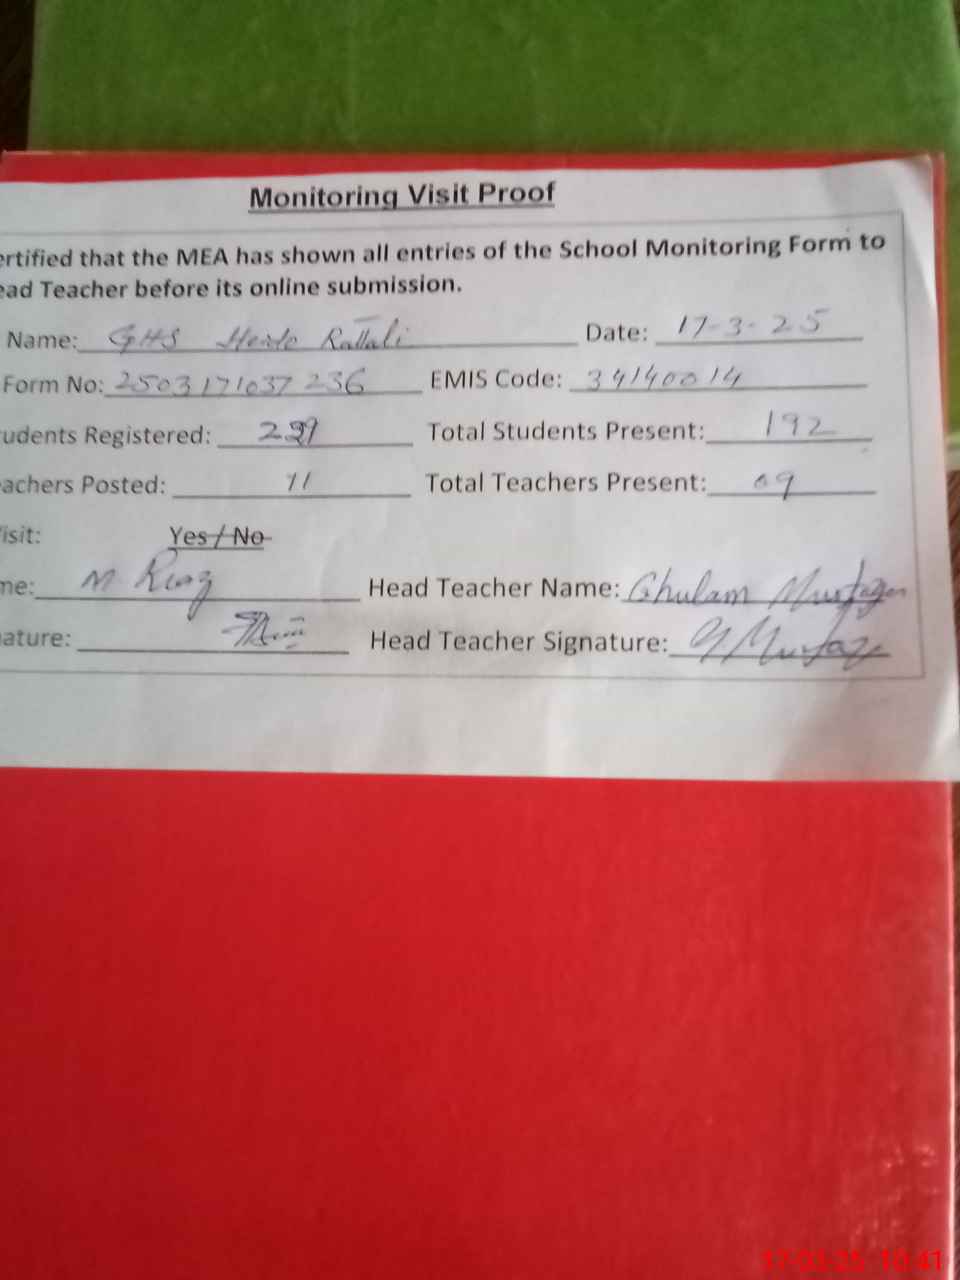 Monitoring Visit Proof
ertified that the MEA has shown all entries of the School Monitoring Form to
ead Teacher before its online submission.
Name: GHS Rattali Date: 17-3-25
Form No: 2503171037236 EMIS Code: 34140014
udents Registered: Total Students Present: 192
achers Posted: 11 Total Teachers Present: 09
isit: Yes / No
me: M Riaz Head Teacher Name: Ghulam Murtaza
ature: Head Teacher Signature: G Murtaza
17-03-25 10:41